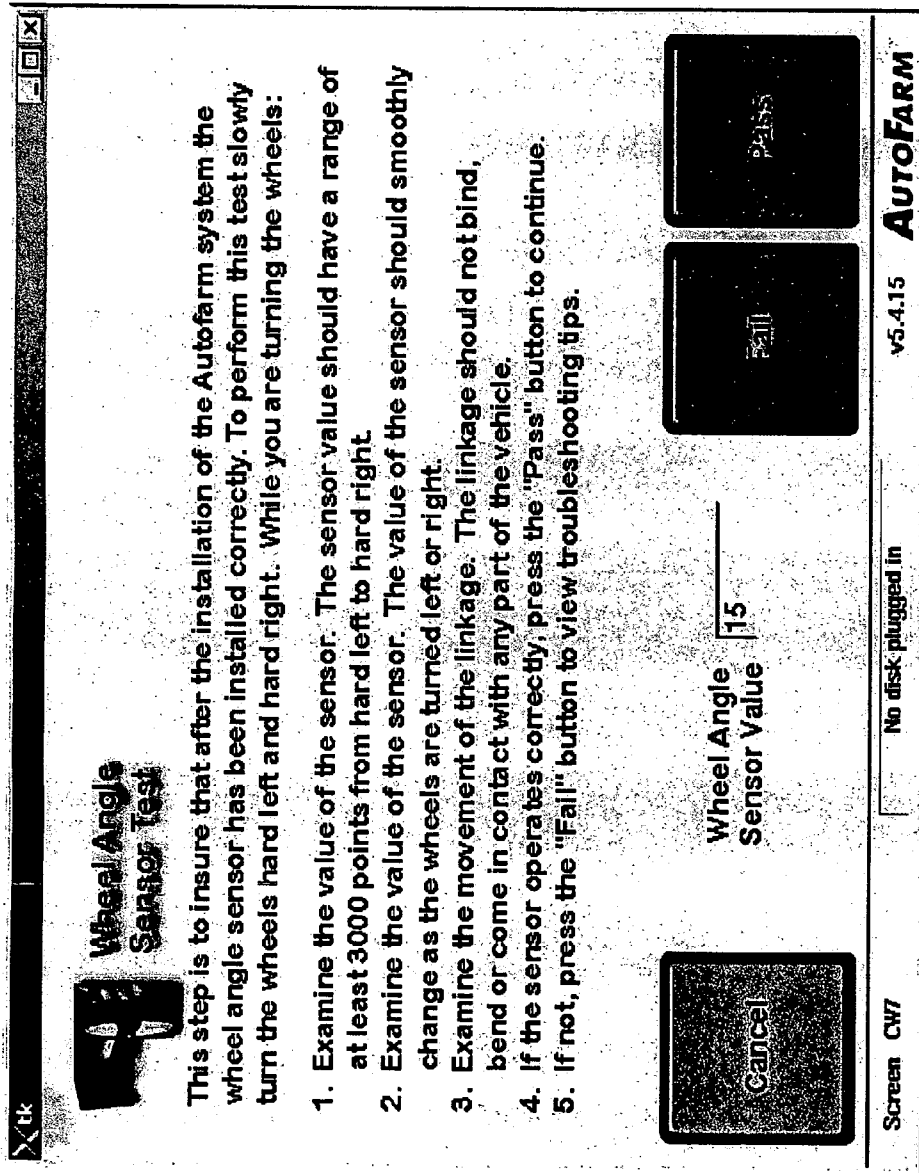 tk
Wheel Angle
Sensor Test
This step is to insure that after the installation of the Autofarm system the
wheel angle sensor has been installed correctly. To perform this test slowly
turn the wheels hard left and hard right. While you are turning the wheels:
1. Examine the value of the sensor. The sensor value should have a range of
at least 3000 points from hard left to hard right.
2. Examine the value of the sensor. The value of the sensor should smoothly
change as the wheels are turned left or right.
3. Examine the movement of the linkage. The linkage should not bind,
bend or come in contact with any part of the vehicle.
4. If the sensor operates correctly, press the "Pass" button to continue.
5. If not, press the "Fail" button to view troubleshooting tips.
Cancel
Wheel Angle
Sensor Value
15
Fail
Pass
Screen CW7
No disk plugged in
v5.4.15
AUTOFARM